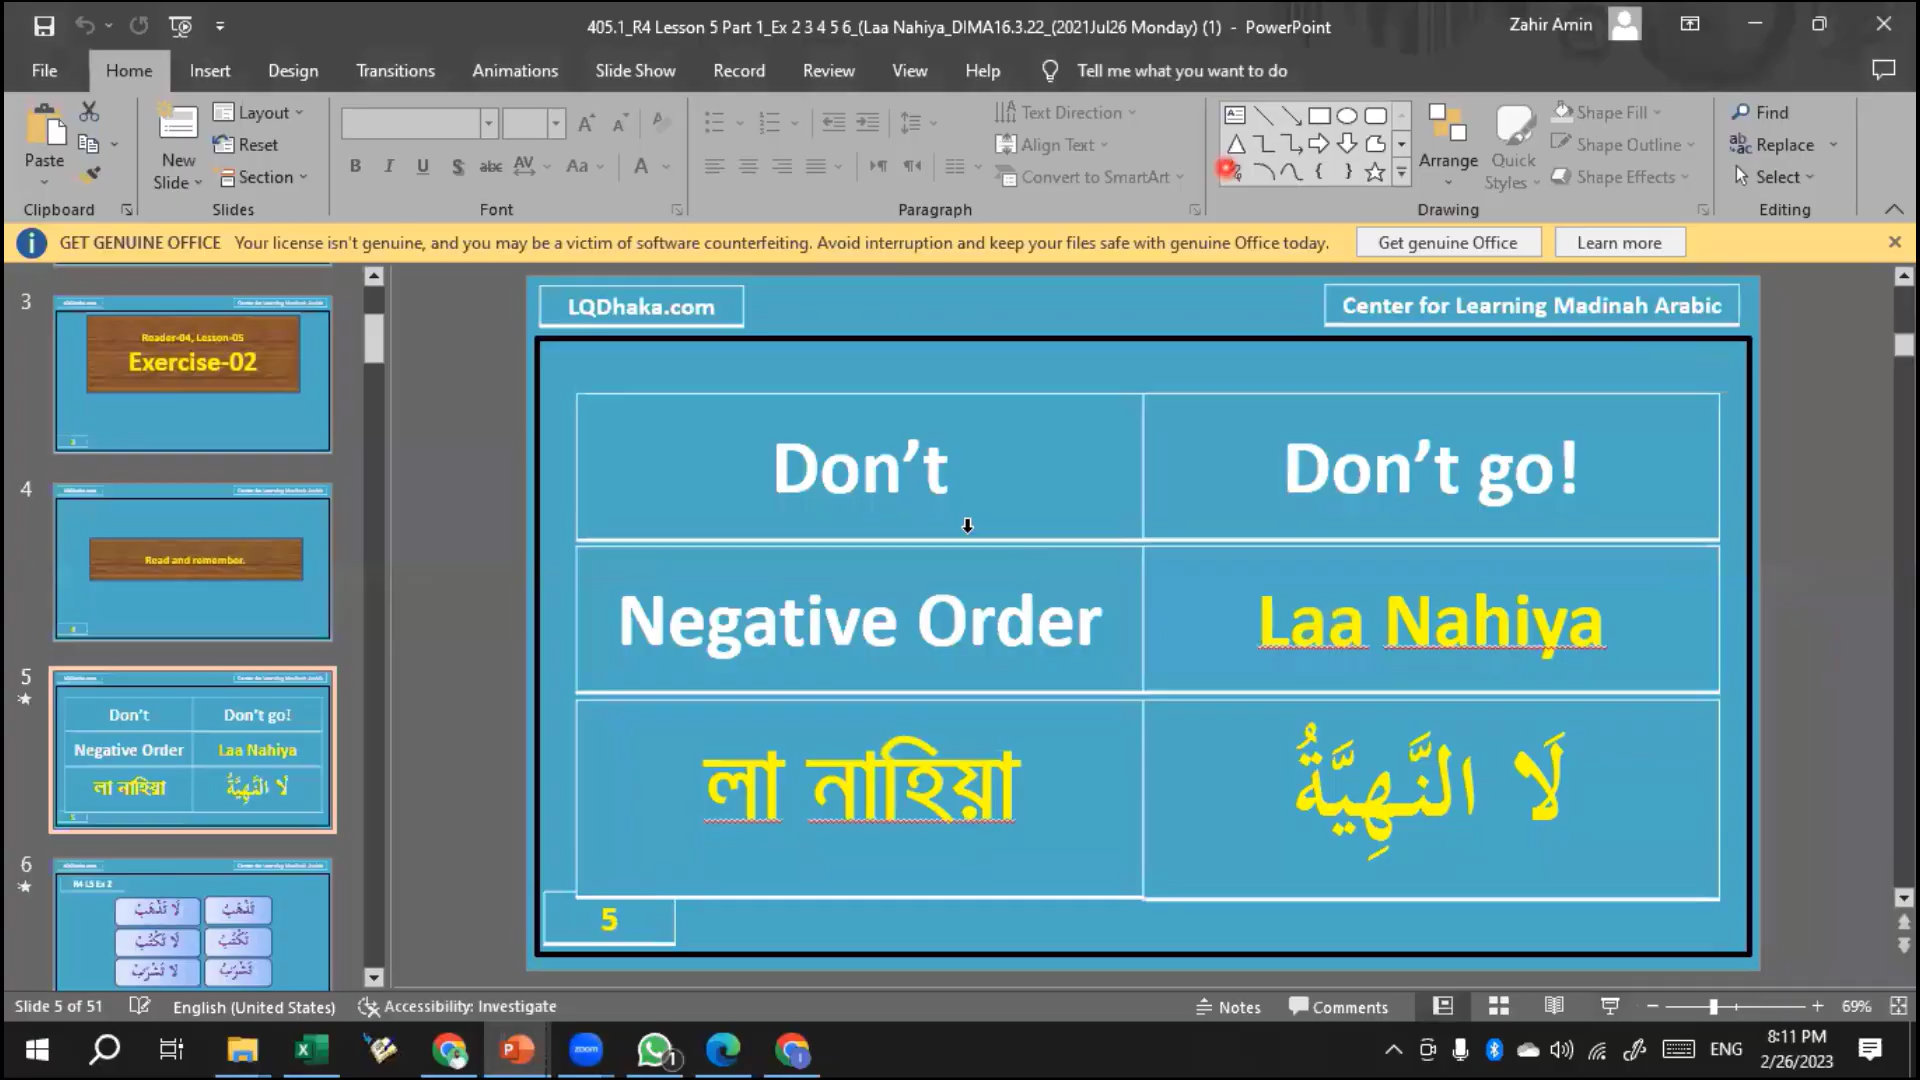 405.1_R4 Lesson 5 Part 1_Ex 2 3 4 5 6_(Laa Nahiya_DIMA16.3.22_(2021Jul26 Monday) (1) - PowerPoint
Zahir Amin
File Home Insert Design Transitions Animations Slide Show Record Review View Help Tell me what you want to do
Paste
New Slide
Layout
Reset
Section
Text Direction
Align Text
Convert to SmartArt
Arrange
Quick Styles
Shape Fill
Shape Outline
Shape Effects
Find
Replace
Select
Clipboard Slides Font Paragraph Drawing Editing
GET GENUINE OFFICE Your license isn't genuine, and you may be a victim of software counterfeiting. Avoid interruption and keep your files safe with genuine Office today. Get genuine Office Learn more
3
Reader-04, Lesson-05
Exercise-02
4
Read and remember.
5
Don't Don't go!
Negative Order Laa Nahiya
লা নাহিয়া لَا النَّهِيَّةُ
6
R4 L5 Ex 2
LQDhaka.com
Center for Learning Madinah Arabic
Don't Don't go!
Negative Order Laa Nahiya
লা নাহিয়া لَا النَّهِيَّةُ
5
Slide 5 of 51 English (United States) Accessibility: Investigate Notes Comments 69%
zoom
1
ENG
8:11 PM
2/26/2023